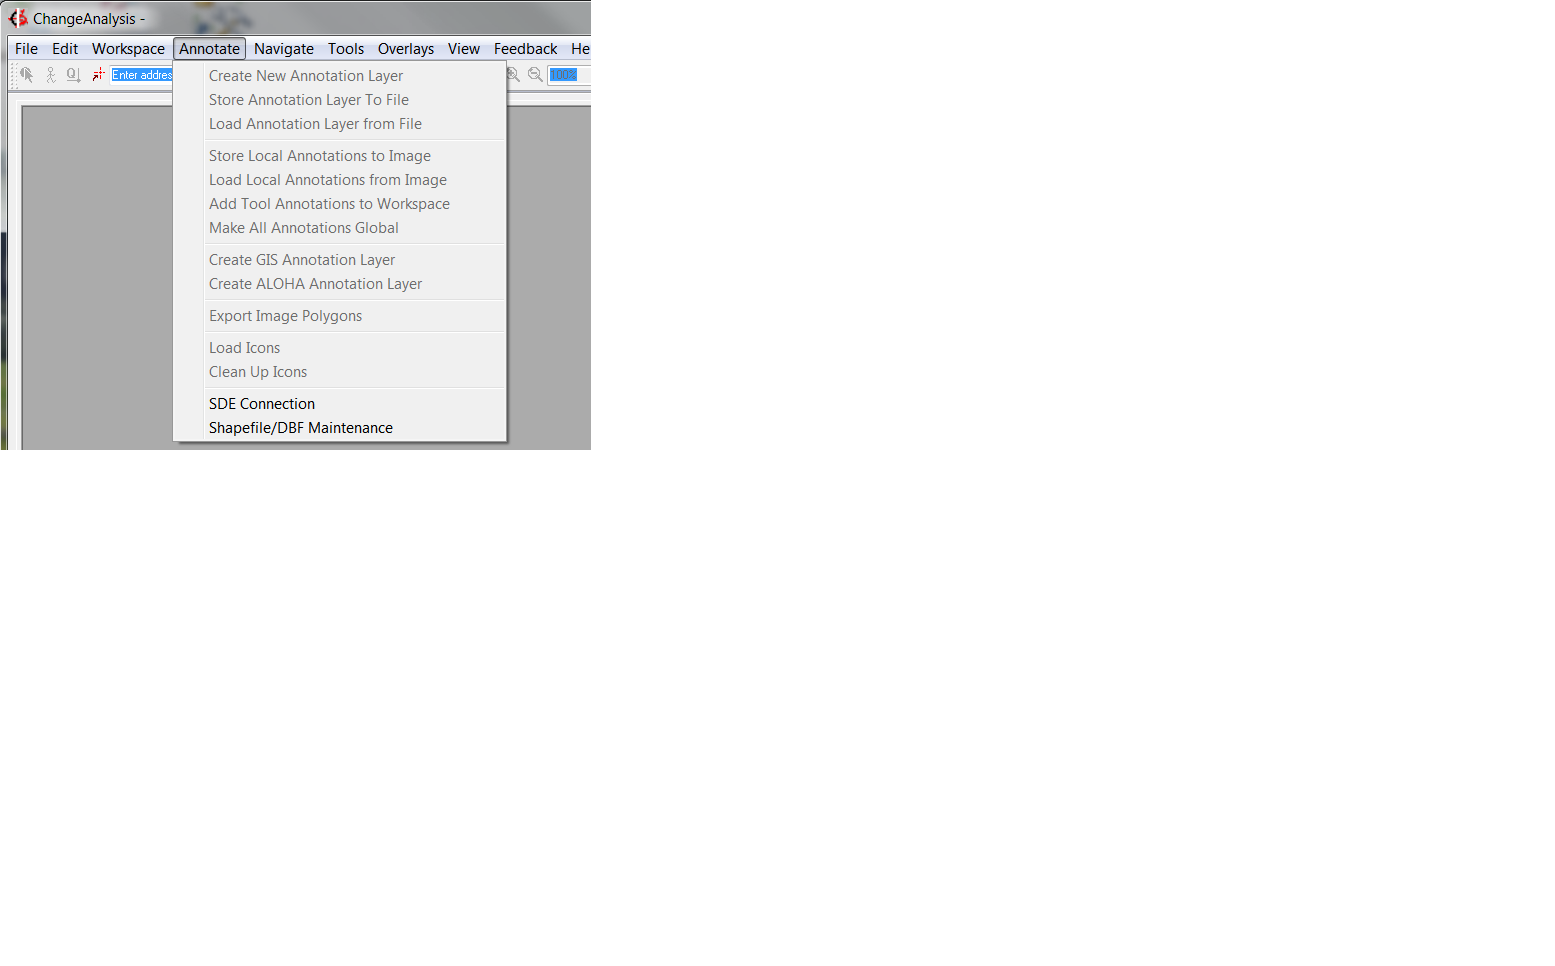 ChangeAnalysis -
File Edit Workspace Annotate Navigate Tools Overlays View Feedback He
Enter addres 100%
Create New Annotation Layer
Store Annotation Layer To File
Load Annotation Layer from File
Store Local Annotations to Image
Load Local Annotations from Image
Add Tool Annotations to Workspace
Make All Annotations Global
Create GIS Annotation Layer
Create ALOHA Annotation Layer
Export Image Polygons
Load Icons
Clean Up Icons
SDE Connection
Shapefile/DBF Maintenance